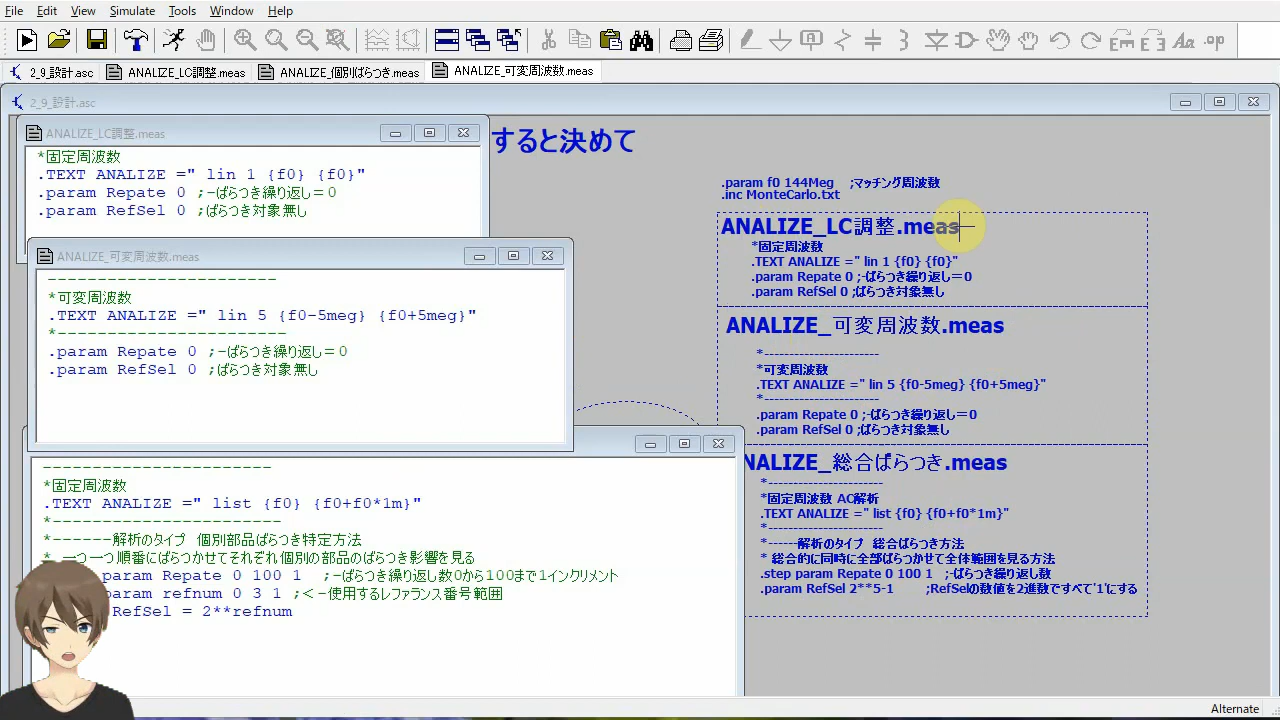 File Edit View Simulate Tools Window Help
2_9_設計.asc ANALIZE_LC調整.meas ANALIZE_個別ばらつき.meas ANALIZE_可変周波数.meas
2_9_設計.asc
ANALIZE_LC調整.meas
*固定周波数
.TEXT ANALIZE =" lin 1 {f0} {f0}"
.param Repate 0 ;-ばらつき繰り返し＝0
.param RefSel 0 ;ばらつき対象無し
すると決めて
ANALIZE_可変周波数.meas
*可変周波数
.TEXT ANALIZE =" lin 5 {f0-5meg} {f0+5meg}"
*-----------------------
.param Repate 0 ;-ばらつき繰り返し＝0
.param RefSel 0 ;ばらつき対象無し
*固定周波数
.TEXT ANALIZE =" list {f0} {f0+f0*1m}"
*-----------------------
*------解析のタイプ 個別部品ばらつき特定方法
* 一つ一つ順番にばらつかせてそれぞれ個別の部品のばらつき影響を見る
param Repate 0 100 1 ;-ばらつき繰り返し数0から100まで1インクリメント
param refnum 0 3 1 ;<-使用するレファランス番号範囲
RefSel = 2**refnum
.param f0 144Meg ;マッチング周波数
.inc MonteCarlo.txt
ANALIZE_LC調整.meas
*固定周波数
.TEXT ANALIZE =" lin 1 {f0} {f0}"
.param Repate 0 ;-ばらつき繰り返し＝0
.param RefSel 0 ;ばらつき対象無し
ANALIZE_可変周波数.meas
*-----------------------
*可変周波数
.TEXT ANALIZE =" lin 5 {f0-5meg} {f0+5meg}"
*-----------------------
.param Repate 0 ;-ばらつき繰り返し＝0
.param RefSel 0 ;ばらつき対象無し
NALIZE_総合ばらつき.meas
*-----------------------
*固定周波数 AC解析
.TEXT ANALIZE =" list {f0} {f0+f0*1m}"
*-----------------------
*------解析のタイプ 総合ばらつき方法
* 総合的に同時に全部ばらつかせて全体範囲を見る方法
.step param Repate 0 100 1 ;-ばらつき繰り返し数
.param RefSel 2**5-1 ;RefSelの数値を2進数ですべて'1'にする
Alternate